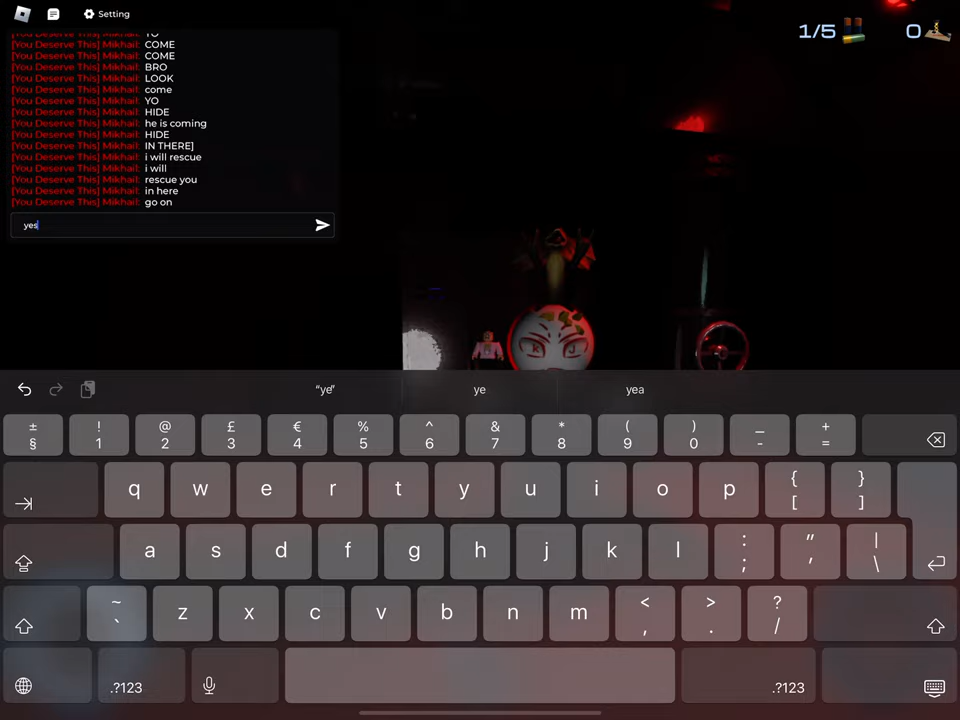 Setting
1/5
0
[You Deserve This] Mikhail: YO
[You Deserve This] Mikhail: COME
[You Deserve This] Mikhail: COME
[You Deserve This] Mikhail: BRO
[You Deserve This] Mikhail: LOOK
[You Deserve This] Mikhail: come
[You Deserve This] Mikhail: YO
[You Deserve This] Mikhail: HIDE
[You Deserve This] Mikhail: he is coming
[You Deserve This] Mikhail: HIDE
[You Deserve This] Mikhail: IN THERE]
[You Deserve This] Mikhail: i will rescue
[You Deserve This] Mikhail: i will
[You Deserve This] Mikhail: rescue you
[You Deserve This] Mikhail: in here
[You Deserve This] Mikhail: go on
yes
K J
“ye” ye yea
± ! @ £ € % ^ & * ( ) _ +
§ 1 2 3 4 5 6 7 8 9 0 - =
q w e r t y u i o p { }
[ ]
a s d f g h j k l : " |
; ' \
~ z x c v b n m < > ?
` , . /
.?123 .?123